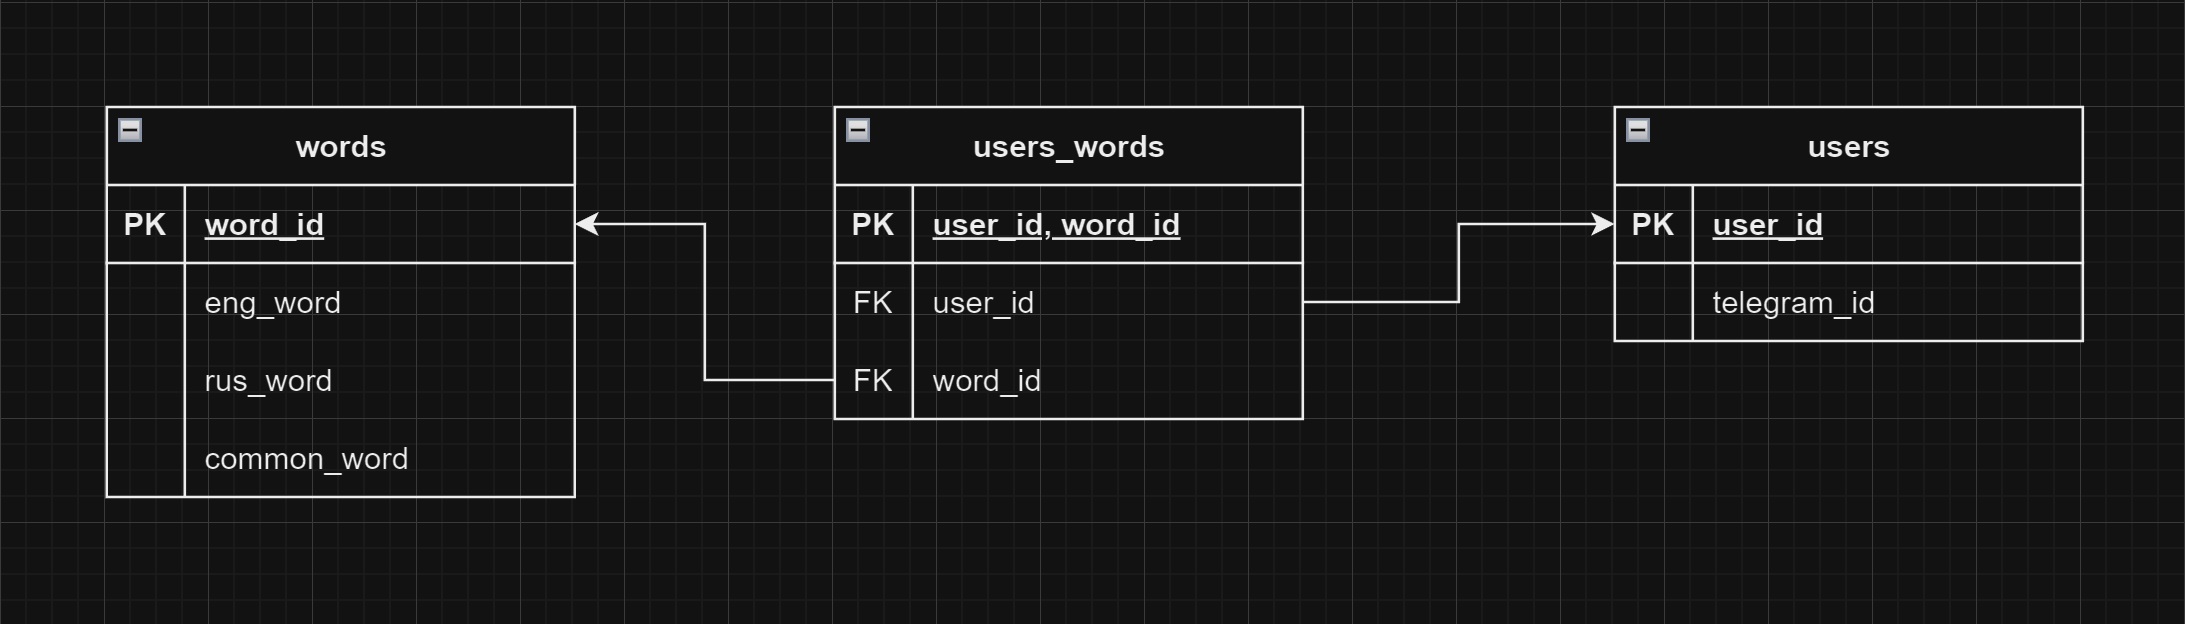 words
PK word_id
eng_word
rus_word
common_word
users_words
PK user_id, word_id
FK user_id
FK word_id
users
PK user_id
telegram_id